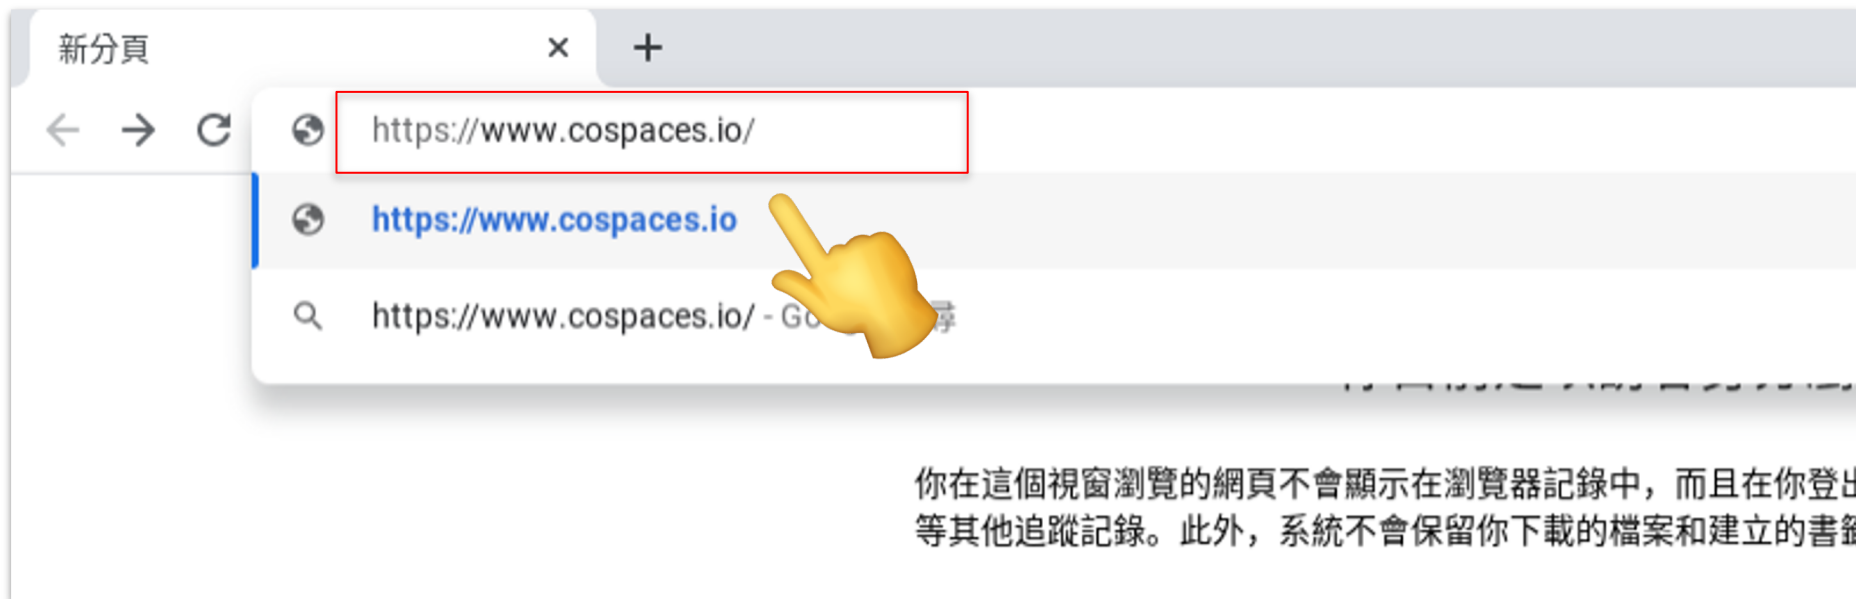 新分頁
https://www.cospaces.io/
https://www.cospaces.io
https://www.cospaces.io/ - Go 尋
你在這個視窗瀏覽的網頁不會顯示在瀏覽器記錄中，而且在你登出
等其他追蹤記錄。此外，系統不會保留你下載的檔案和建立的書籤